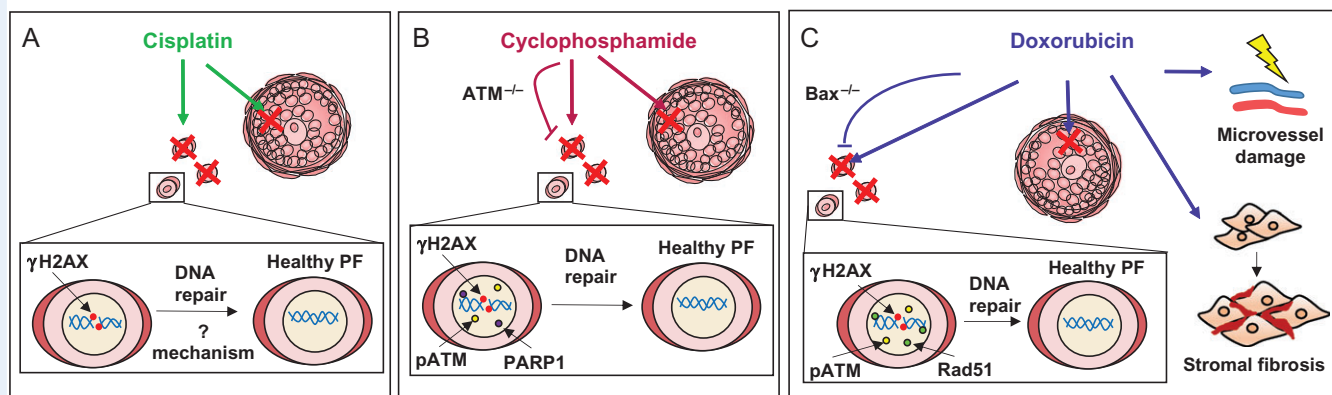 A
Cisplatin
γH2AX
DNA
repair
?
mechanism
Healthy PF
B
Cyclophosphamide
ATM–/–
γH2AX
DNA
repair
Healthy PF
pATM
PARP1
C
Doxorubicin
Bax–/–
Microvessel
damage
γH2AX
DNA
repair
Healthy PF
pATM
Rad51
Stromal fibrosis